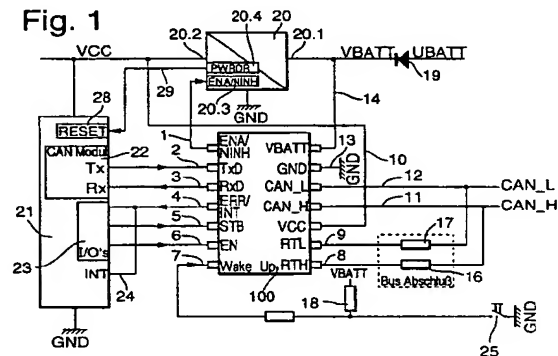 Fig. 1
20.2 20.4 20 20.1
VCC VBATT UBATT
PWROR
ENA/NINH
29 20.3 19
GND
28 14
RESET
CAN Modul
22
Tx
Rx
21
23
I/O's
INT
24
GND
1 ENA/NINH VBATT
2 TxD GND 13 GND
3 RxD CAN_L 12 CAN_L
4 ERR/INT CAN_H 11 CAN_H
10
5 STB VCC
6 EN RTL 9 17
7 Wake Up, RTH 8 16
100
Bus Abschluß
VBATT
18
25
GND